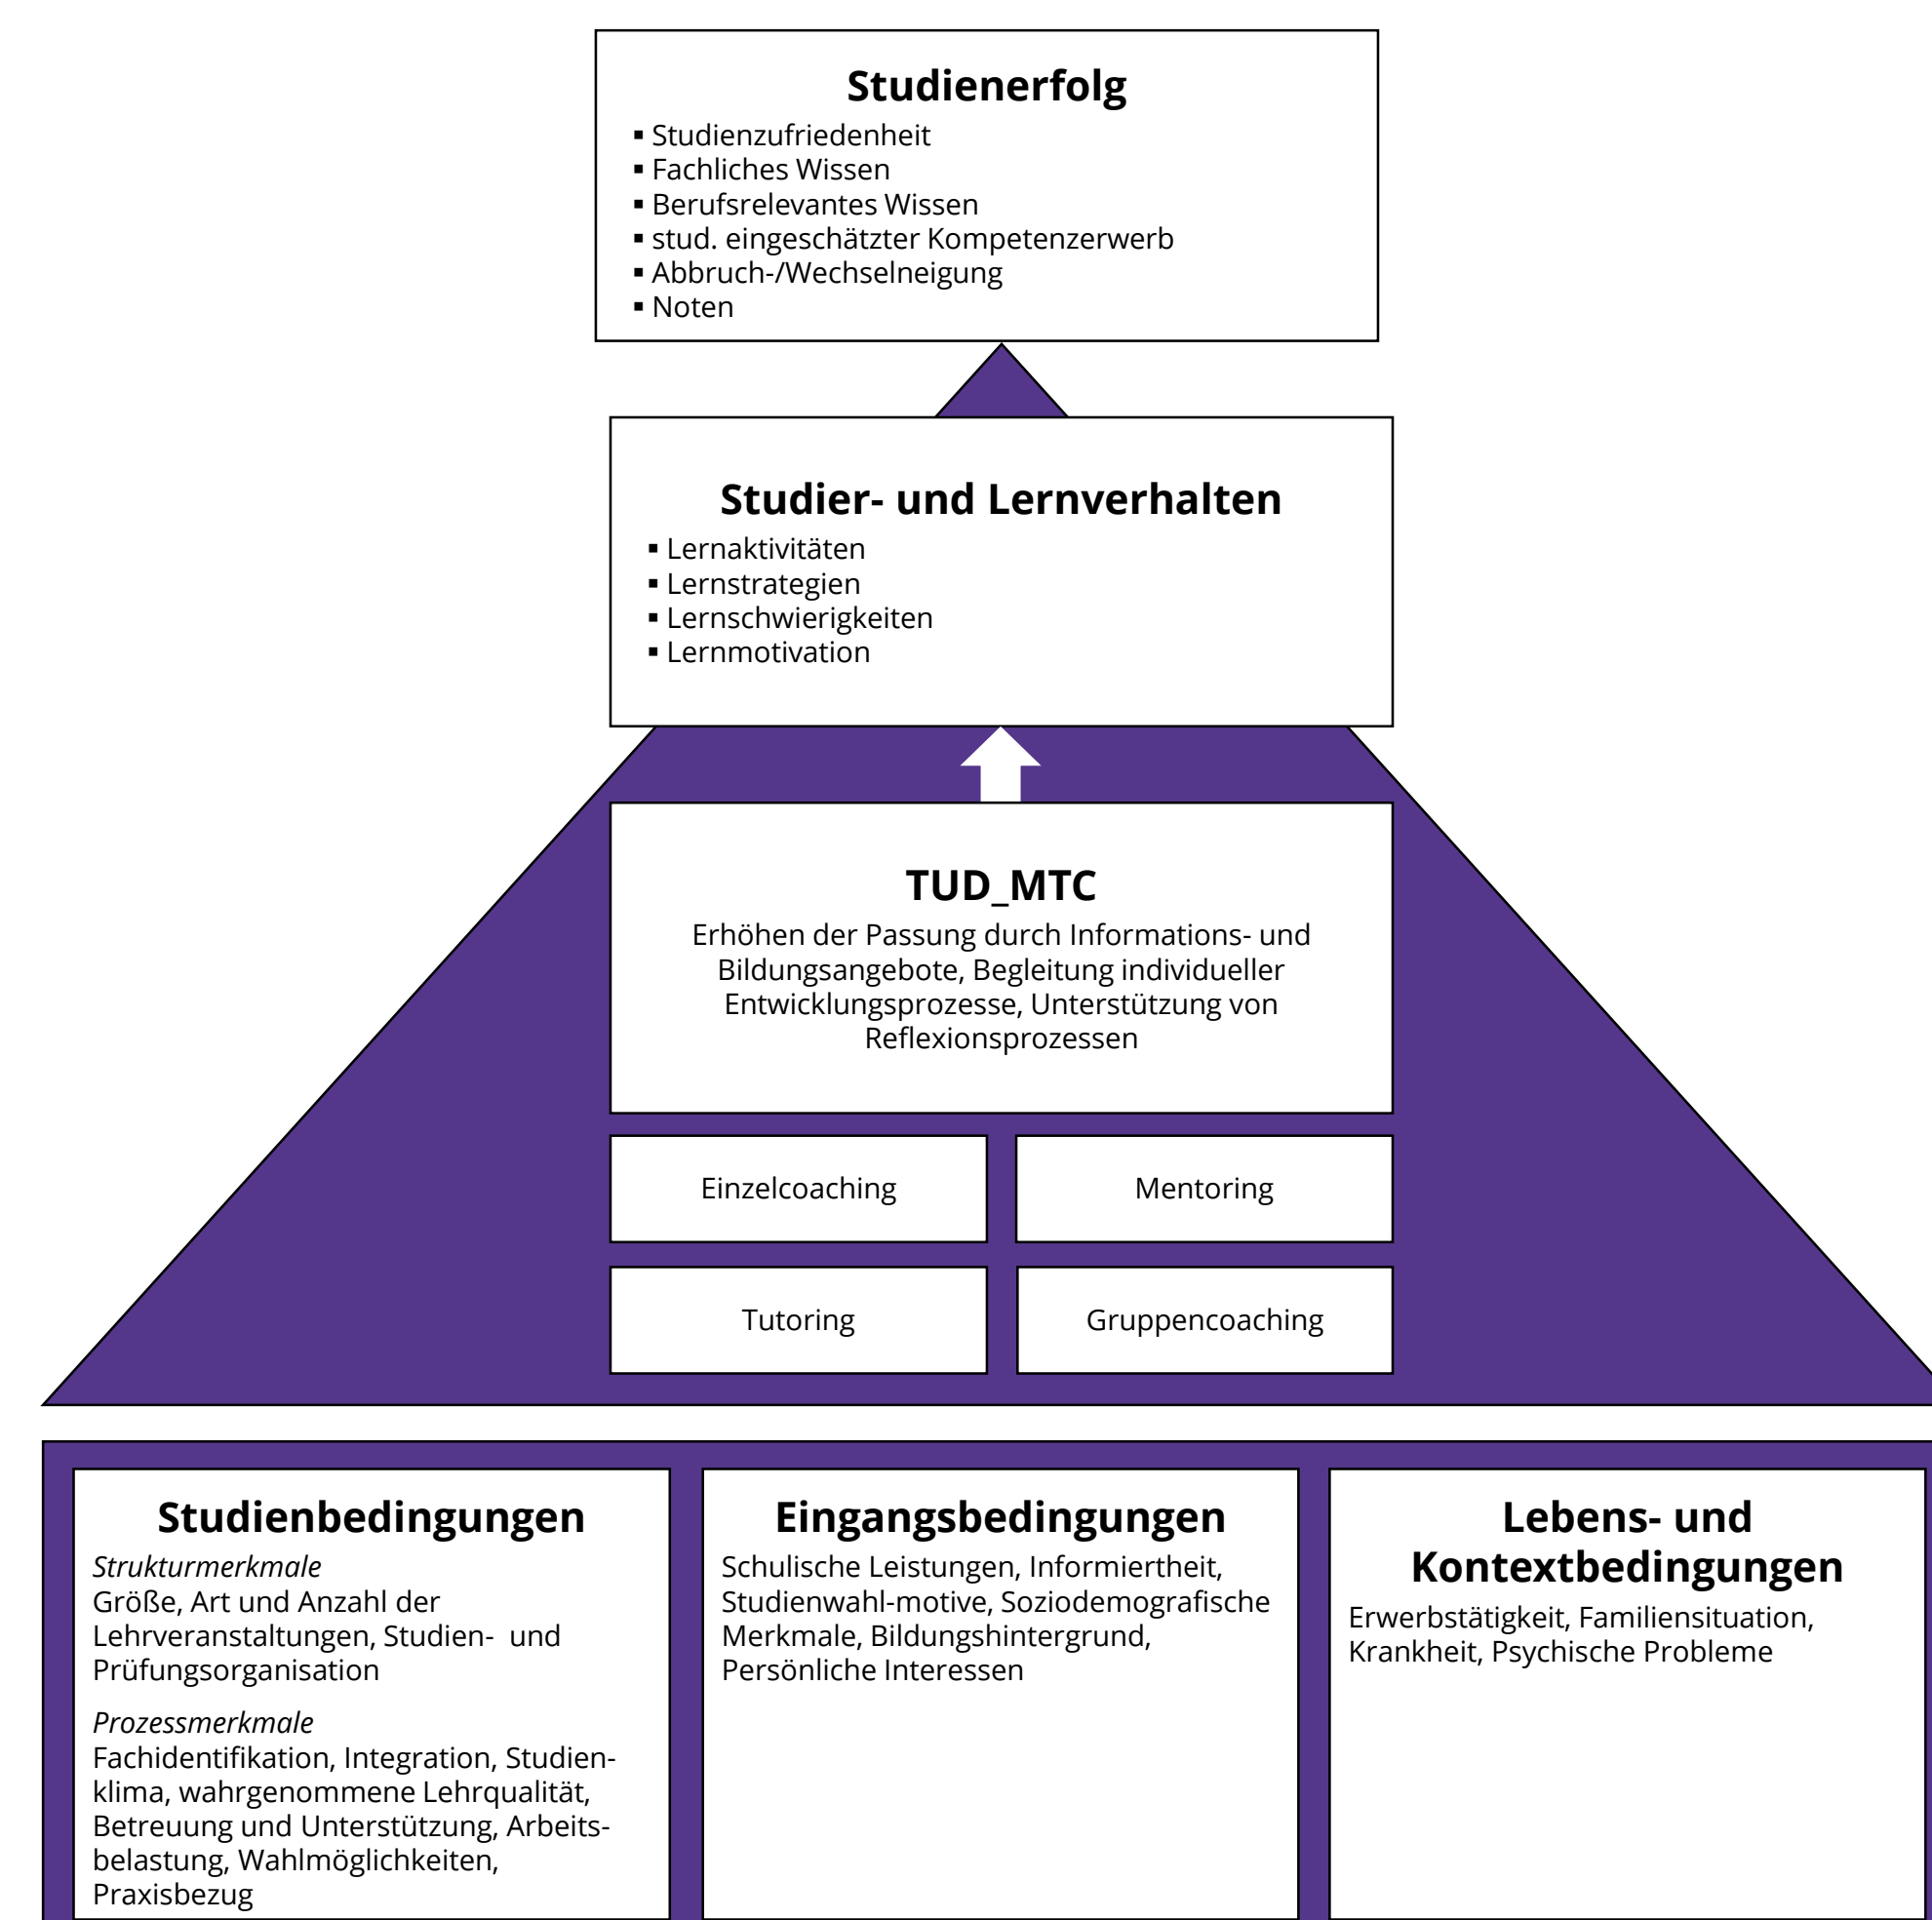 Studienerfolg
▪ Studienzufriedenheit
▪ Fachliches Wissen
▪ Berufsrelevantes Wissen
▪ stud. eingeschätzter Kompetenzerwerb
▪ Abbruch-/Wechselneigung
▪ Noten
Studier- und Lernverhalten
▪ Lernaktivitäten
▪ Lernstrategien
▪ Lernschwierigkeiten
▪ Lernmotivation
TUD_MTC
Erhöhen der Passung durch Informations- und
Bildungsangebote, Begleitung individueller
Entwicklungsprozesse, Unterstützung von
Reflexionsprozessen
Einzelcoaching
Mentoring
Tutoring
Gruppencoaching
Studienbedingungen
Strukturmerkmale
Größe, Art und Anzahl der
Lehrveranstaltungen, Studien- und
Prüfungsorganisation
Prozessmerkmale
Fachidentifikation, Integration, Studien-
klima, wahrgenommene Lehrqualität,
Betreuung und Unterstützung, Arbeits-
belastung, Wahlmöglichkeiten,
Praxisbezug
Eingangsbedingungen
Schulische Leistungen, Informiertheit,
Studienwahl-motive, Soziodemografische
Merkmale, Bildungshintergrund,
Persönliche Interessen
Lebens- und
Kontextbedingungen
Erwerbstätigkeit, Familiensituation,
Krankheit, Psychische Probleme